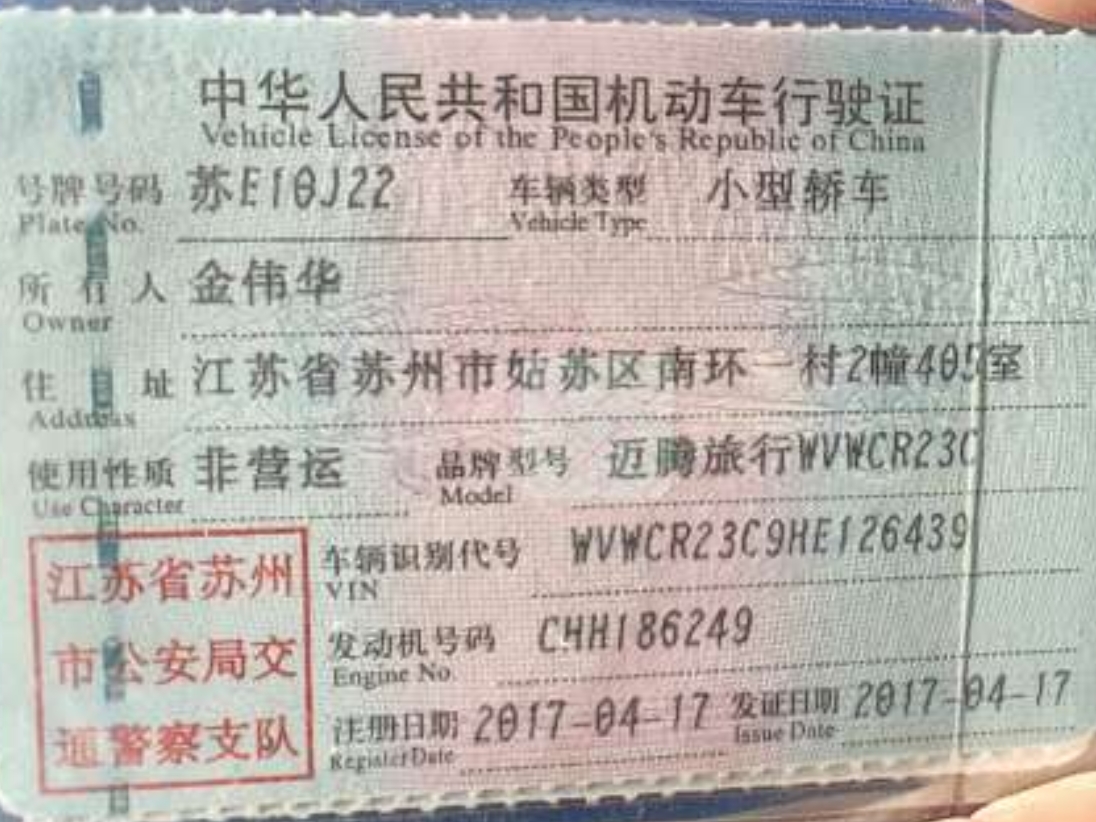 中华人民共和国机动车行驶证
Vehicle License of the People's Republic of China
号牌号码 苏E10J22 车辆类型 小型轿车
Plate No. Vehicle Type
所有人 金伟华
Owner
住址 江苏省苏州市姑苏区南环一村2幢405室
Address
使用性质 非营运 品牌型号 迈腾旅行WVWCR23C
Use Character Model
车辆识别代号 WVWCR23C9HE126439
VIN
发动机号码 CHH186249
Engine No.
注册日期 2017-04-17 发证日期 2017-04-17
Register Date Issue Date
江苏省苏州
市公安局交
通警察支队